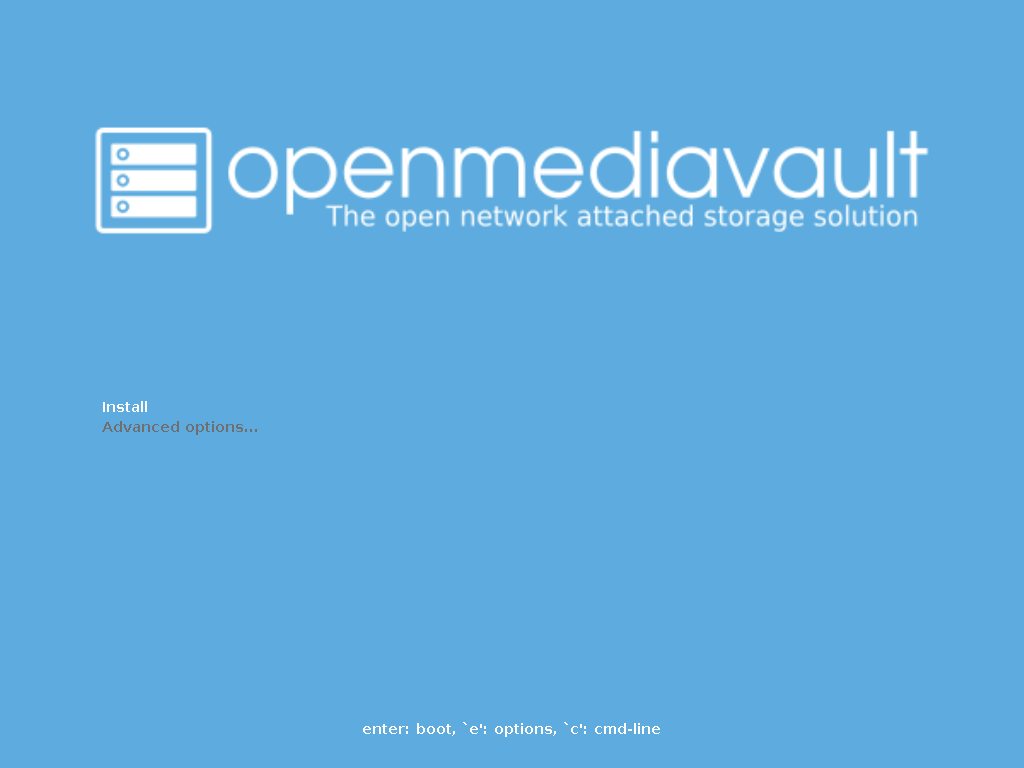 openmediavault
The open network attached storage solution
Install
Advanced options...
enter: boot, `e': options, `c': cmd-line